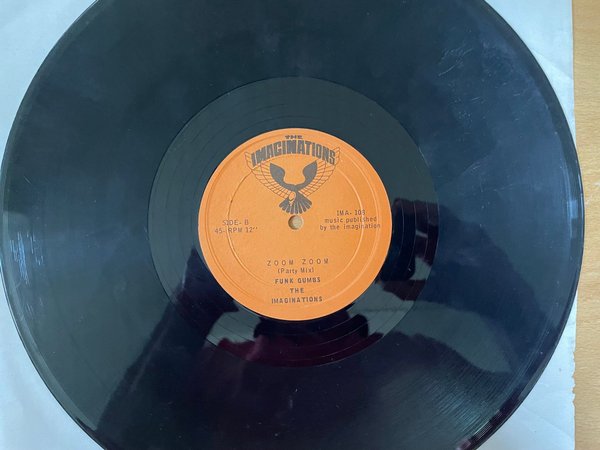 THE
IMAGINATIONS
SIDE- B
45- RPM 12"
IMA- 103
music published
by the imagination
ZOOM ZOOM
(Party Mix)
FUNK GUMBS
THE
IMAGINATIONS